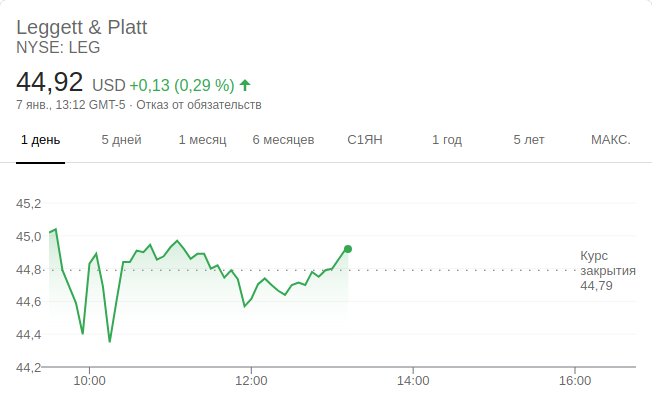 Leggett & Platt
NYSE: LEG
44,92 USD +0,13 (0,29 %)
7 янв., 13:12 GMT-5 · Отказ от обязательств
1 день 5 дней 1 месяц 6 месяцев С1ЯН 1 год 5 лет МАКС.
45,2
45,0
44,8
44,6
44,4
44,2
Курс
закрытия
44,79
10:00 12:00 14:00 16:00